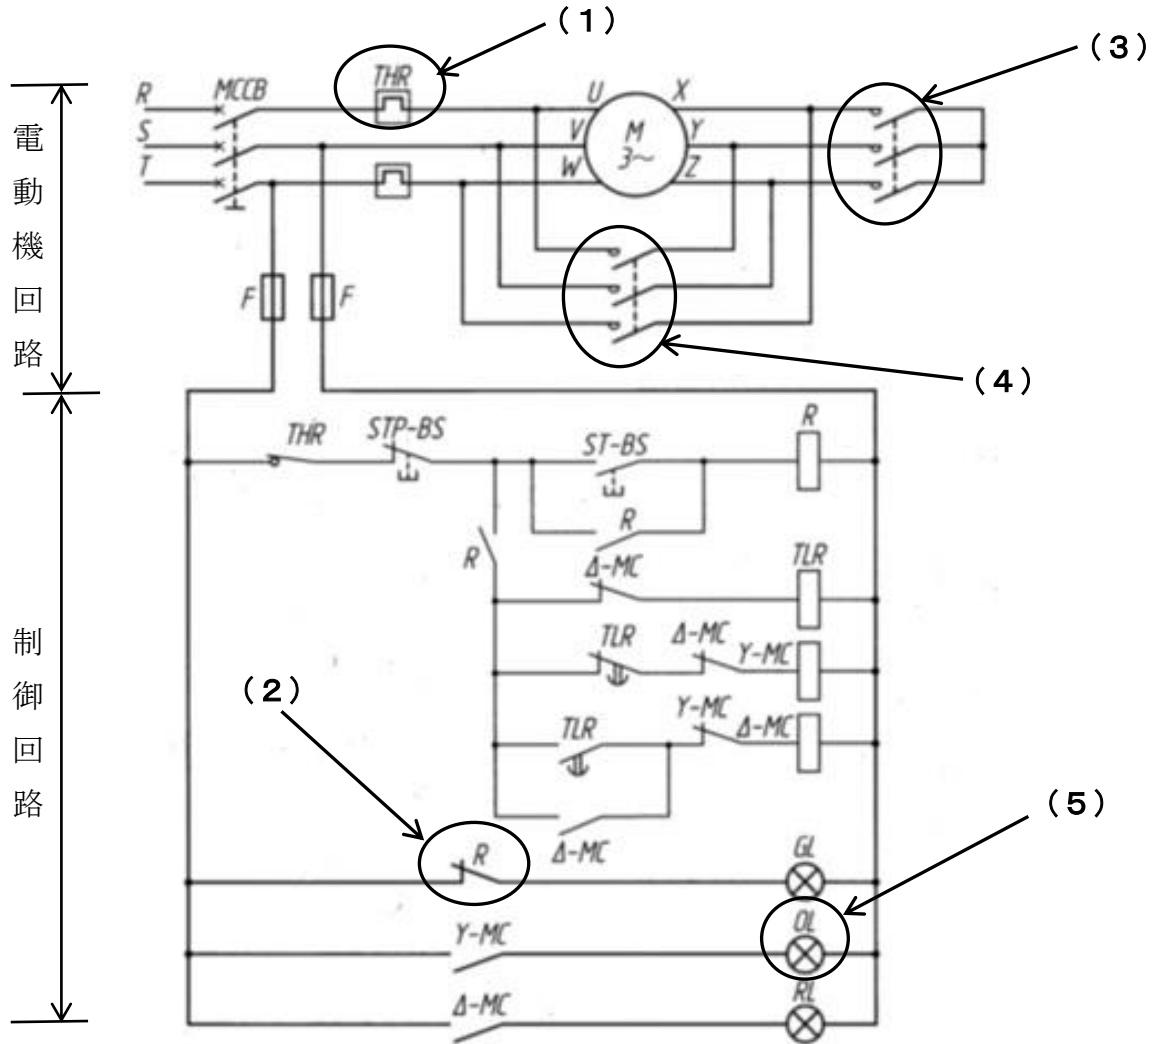 (1)
(3)
THR
MCCB
R
U
X
S
V
M
3~
Y
T
W
Z
電動機回路
F
F
(4)
R
THR
STP-BS
ST-BS
R
R
Δ-MC
TLR
TLR
Δ-MC
Y-MC
制御回路
(2)
TLR
Y-MC
Δ-MC
(5)
Δ-MC
R
GL
OL
Y-MC
RL
Δ-MC